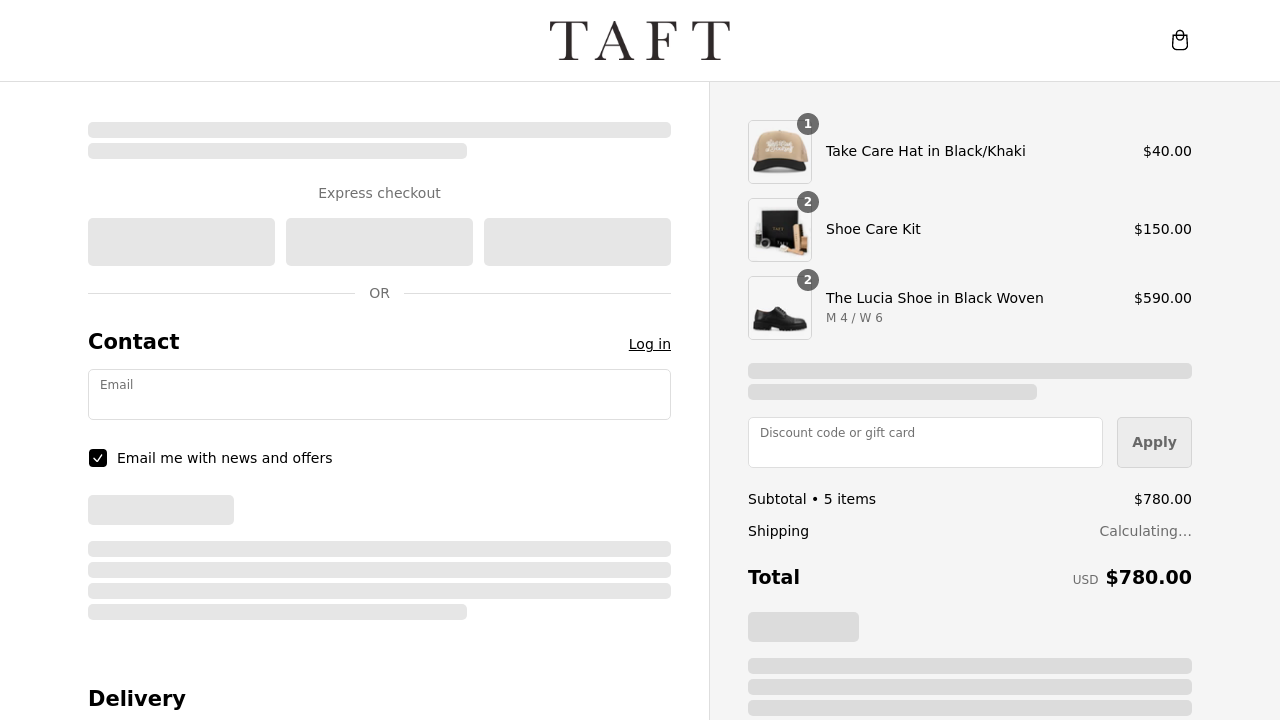 TAFT
Express checkout
OR
Contact
Log in
Email
Email me with news and offers
Delivery
1
Take Care Hat in Black/Khaki
$40.00
2
Shoe Care Kit
$150.00
2
The Lucia Shoe in Black Woven
$590.00
M 4 / W 6
Discount code or gift card
Apply
Subtotal • 5 items
$780.00
Shipping
Calculating…
Total
USD $780.00